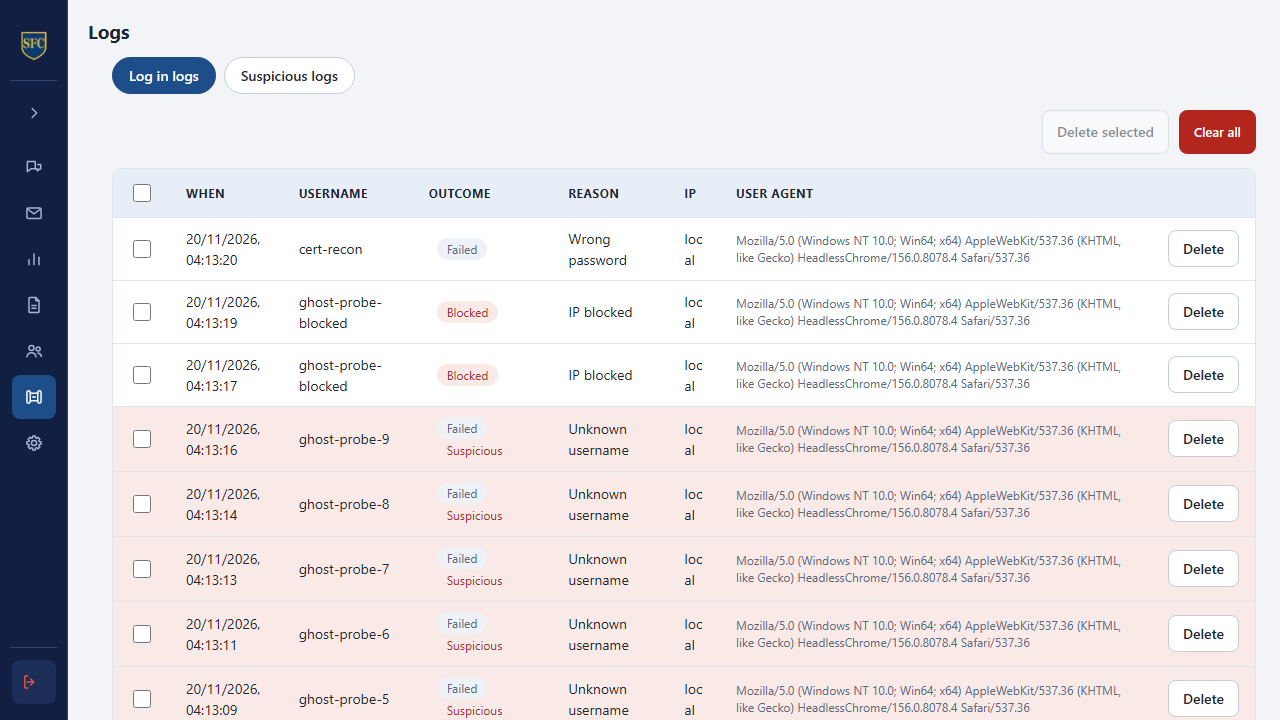 SFC
Logs
Log in logs
Suspicious logs
Delete selected
Clear all
WHEN USERNAME OUTCOME REASON IP USER AGENT
20/11/2026, 04:13:20 cert-recon Failed Wrong password loc al Mozilla/5.0 (Windows NT 10.0; Win64; x64) AppleWebKit/537.36 (KHTML, like Gecko) HeadlessChrome/156.0.8078.4 Safari/537.36 Delete
20/11/2026, 04:13:19 ghost-probe-blocked Blocked IP blocked loc al Mozilla/5.0 (Windows NT 10.0; Win64; x64) AppleWebKit/537.36 (KHTML, like Gecko) HeadlessChrome/156.0.8078.4 Safari/537.36 Delete
20/11/2026, 04:13:17 ghost-probe-blocked Blocked IP blocked loc al Mozilla/5.0 (Windows NT 10.0; Win64; x64) AppleWebKit/537.36 (KHTML, like Gecko) HeadlessChrome/156.0.8078.4 Safari/537.36 Delete
20/11/2026, 04:13:16 ghost-probe-9 Failed Suspicious Unknown username loc al Mozilla/5.0 (Windows NT 10.0; Win64; x64) AppleWebKit/537.36 (KHTML, like Gecko) HeadlessChrome/156.0.8078.4 Safari/537.36 Delete
20/11/2026, 04:13:14 ghost-probe-8 Failed Suspicious Unknown username loc al Mozilla/5.0 (Windows NT 10.0; Win64; x64) AppleWebKit/537.36 (KHTML, like Gecko) HeadlessChrome/156.0.8078.4 Safari/537.36 Delete
20/11/2026, 04:13:13 ghost-probe-7 Failed Suspicious Unknown username loc al Mozilla/5.0 (Windows NT 10.0; Win64; x64) AppleWebKit/537.36 (KHTML, like Gecko) HeadlessChrome/156.0.8078.4 Safari/537.36 Delete
20/11/2026, 04:13:11 ghost-probe-6 Failed Suspicious Unknown username loc al Mozilla/5.0 (Windows NT 10.0; Win64; x64) AppleWebKit/537.36 (KHTML, like Gecko) HeadlessChrome/156.0.8078.4 Safari/537.36 Delete
20/11/2026, 04:13:09 ghost-probe-5 Failed Suspicious Unknown username loc al Mozilla/5.0 (Windows NT 10.0; Win64; x64) AppleWebKit/537.36 (KHTML, like Gecko) HeadlessChrome/156.0.8078.4 Safari/537.36 Delete